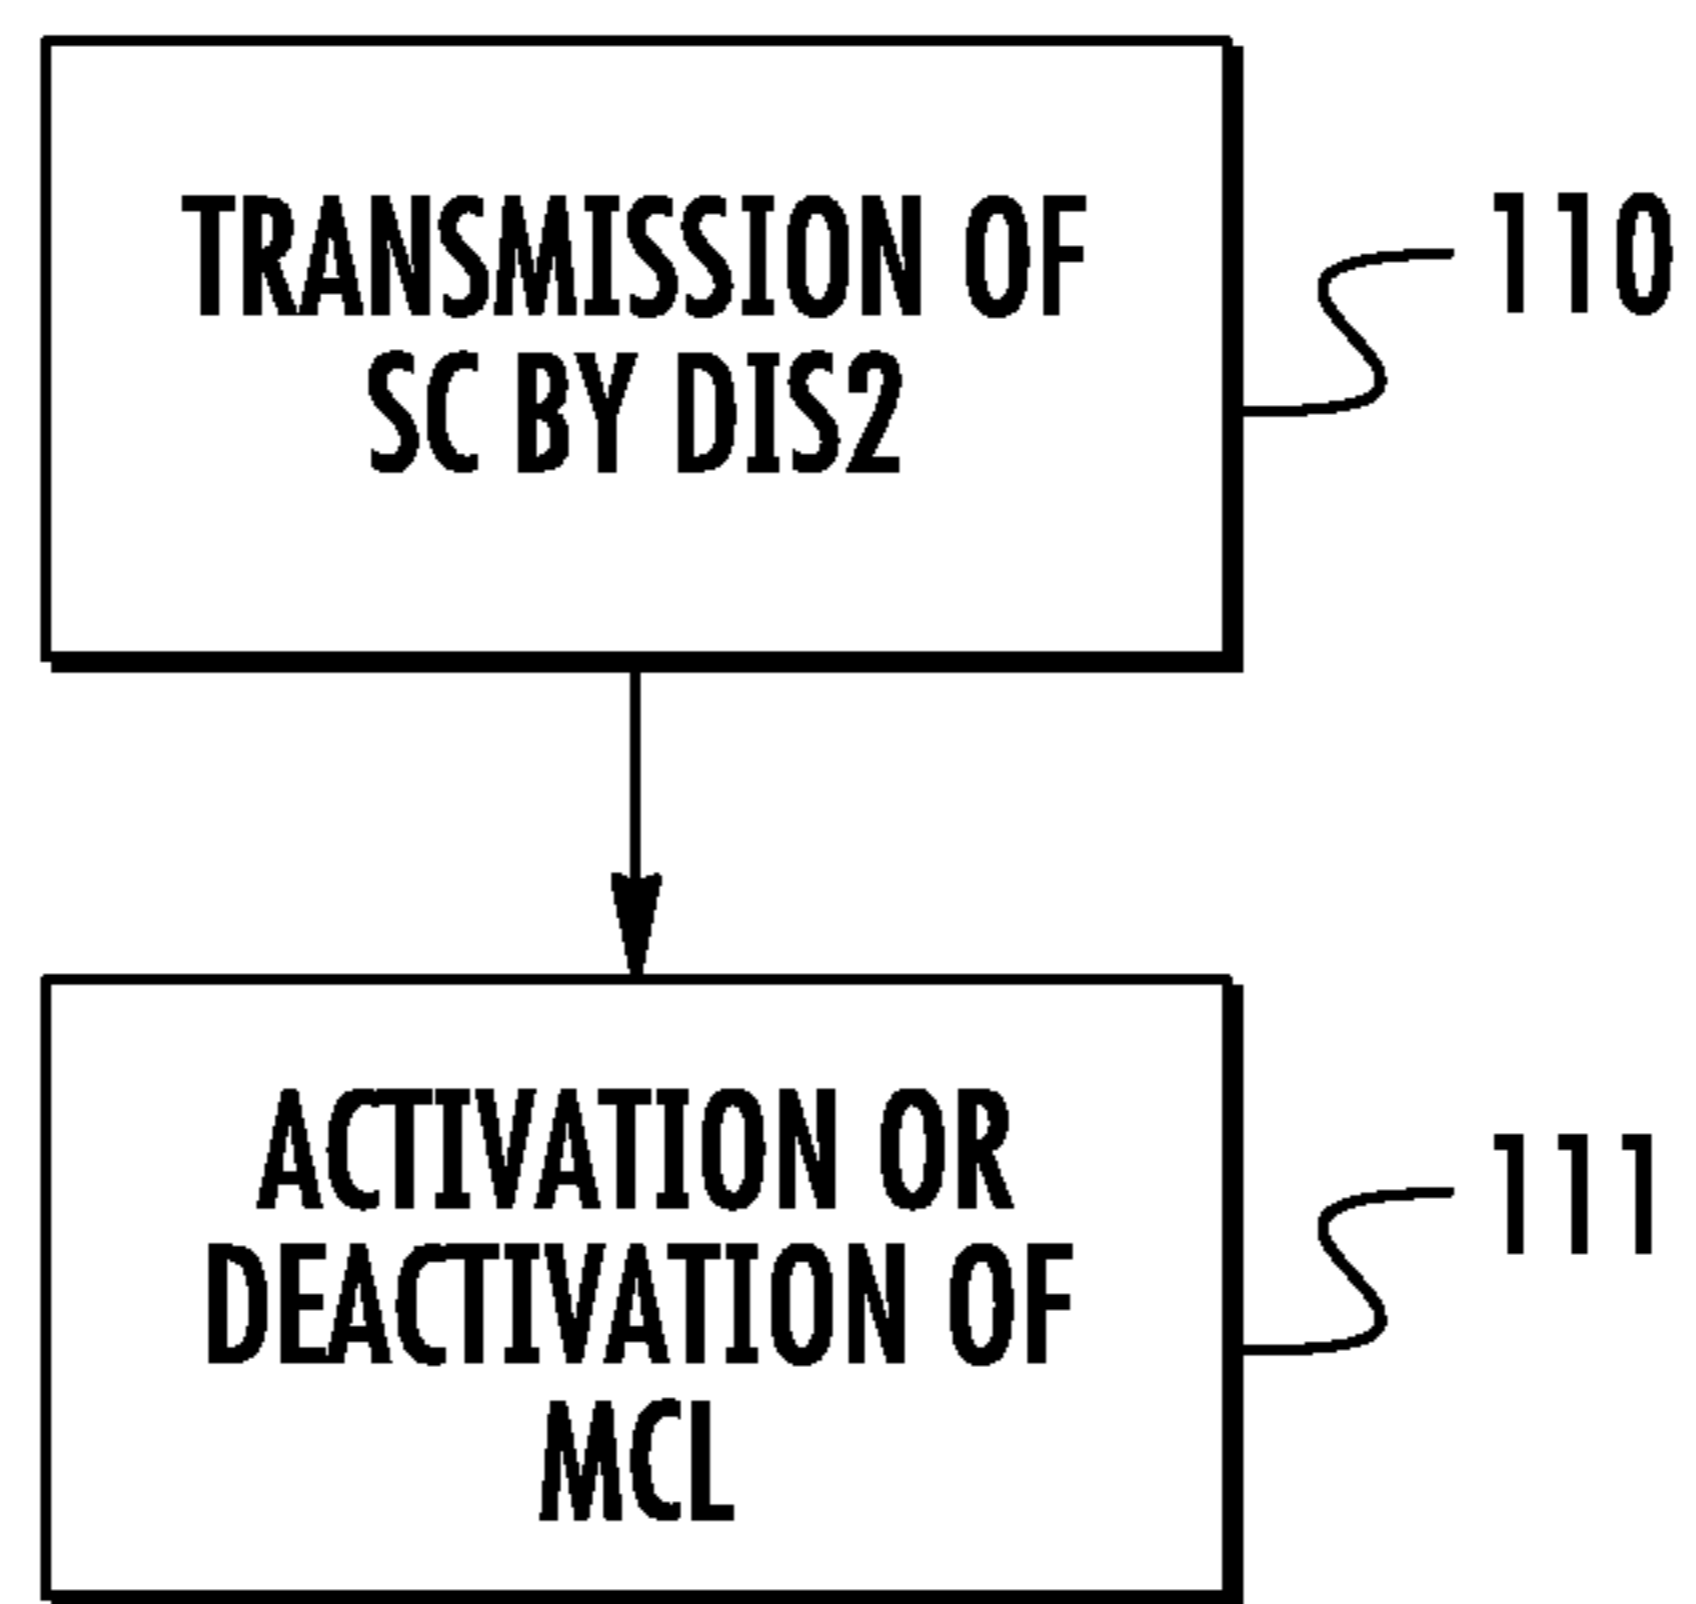 TRANSMISSION OF
SC BY DIS2
110
ACTIVATION OR
DEACTIVATION OF
MCL
111